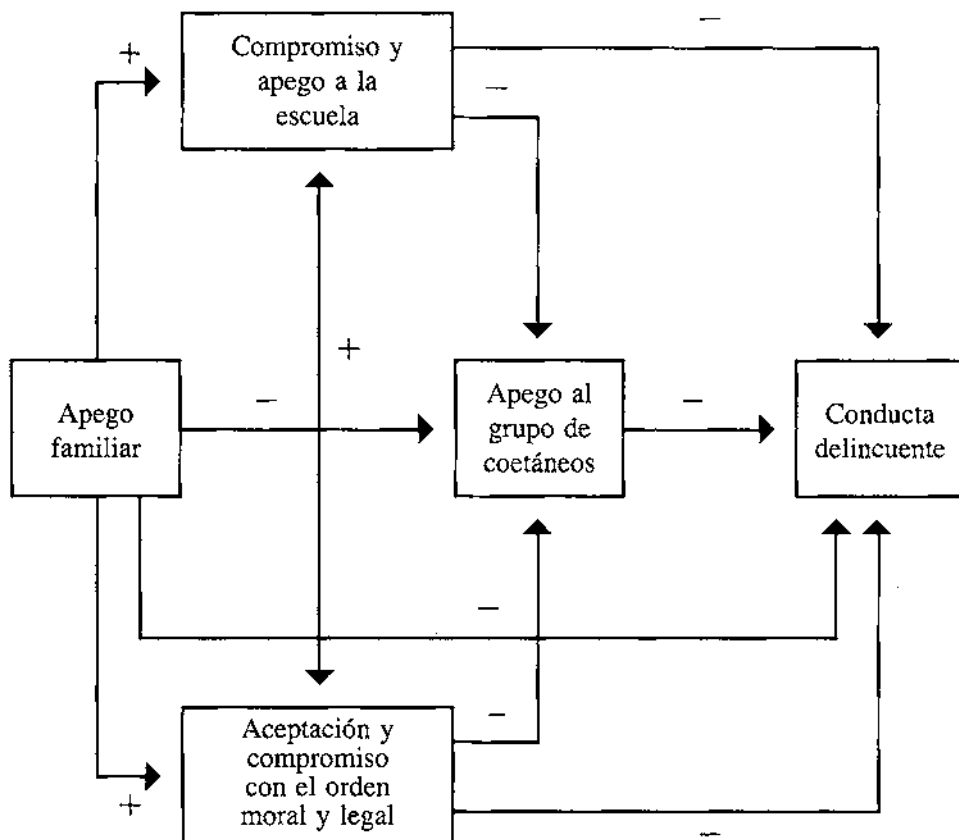 Compromiso y
apego a la
escuela
+
−
−
+
Apego
familiar
−
Apego al
grupo de
coetáneos
−
Conducta
delincuente
−
Aceptación y
compromiso
con el orden
moral y legal
−
+
−